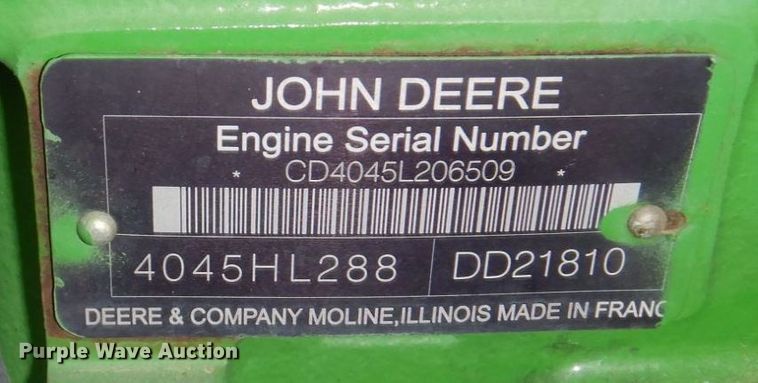 JOHN DEERE
Engine Serial Number
* CD4045L206509 *
4045HL288 DD21810
DEERE & COMPANY MOLINE,ILLINOIS MADE IN FRANC
Purple Wave Auction